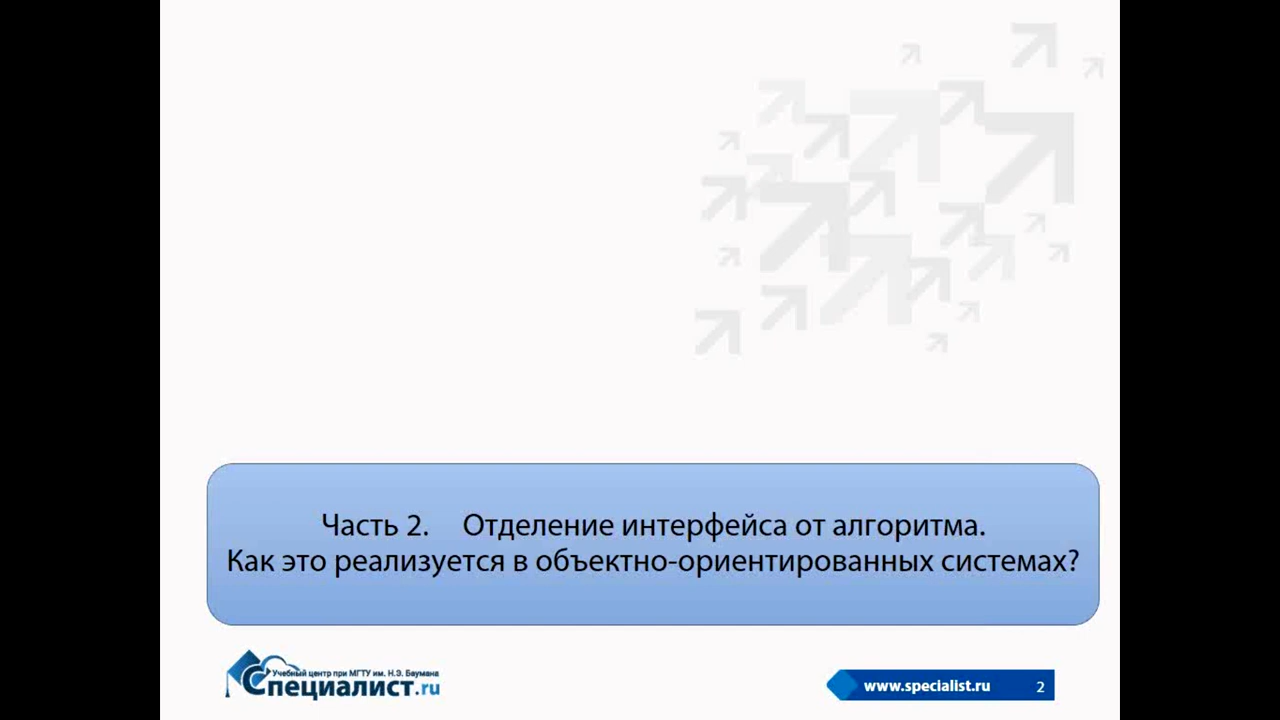 Часть 2. Отделение интерфейса от алгоритма.
Как это реализуется в объектно-ориентированных системах?
Учебный центр при МГТУ им. Н.Э. Баумана
Специалист.ru
www.specialist.ru 2